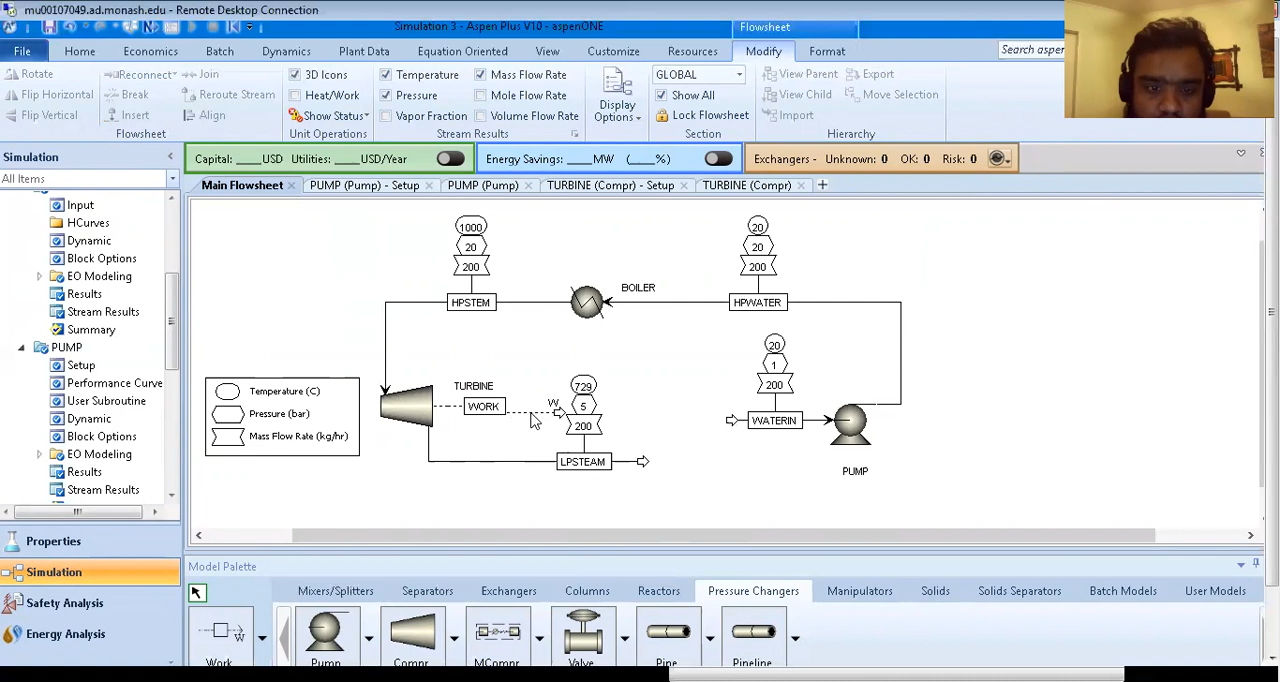 mu00107049.ad.monash.edu - Remote Desktop Connection
Simulation 3 - Aspen Plus V10 - aspenONE
Flowsheet
File Home Economics Batch Dynamics Plant Data Equation Oriented View Customize Resources Modify Format Search aspen
Rotate Reconnect Join 3D Icons Temperature Mass Flow Rate GLOBAL View Parent Export
Flip Horizontal Break Reroute Stream Heat/Work Pressure Mole Flow Rate Display Show All View Child Move Selection
Flip Vertical Insert Align Show Status Vapor Fraction Volume Flow Rate Options Lock Flowsheet Import
Flowsheet Unit Operations Stream Results Section Hierarchy
Simulation
Capital: ____USD Utilities: ____USD/Year
Energy Savings: ____MW (____%)
Exchangers - Unknown: 0 OK: 0 Risk: 0
All Items
Main Flowsheet PUMP (Pump) - Setup PUMP (Pump) TURBINE (Compr) - Setup TURBINE (Compr)
Input
HCurves
Dynamic
Block Options
EO Modeling
Results
Stream Results
Summary
PUMP
Setup
Performance Curve
User Subroutine
Dynamic
Block Options
EO Modeling
Results
Stream Results
Properties
Simulation
Safety Analysis
Energy Analysis
1000
20
200
HPSTEM
BOILER
20
20
200
HPWATER
20
1
200
WATERIN
PUMP
TURBINE
WORK
W
729
5
200
LPSTEAM
Temperature (C)
Pressure (bar)
Mass Flow Rate (kg/hr)
Model Palette
Mixers/Splitters Separators Exchangers Columns Reactors Pressure Changers Manipulators Solids Solids Separators Batch Models User Models
W
Work Pump Compr MCompr Valve Pipe Pipeline